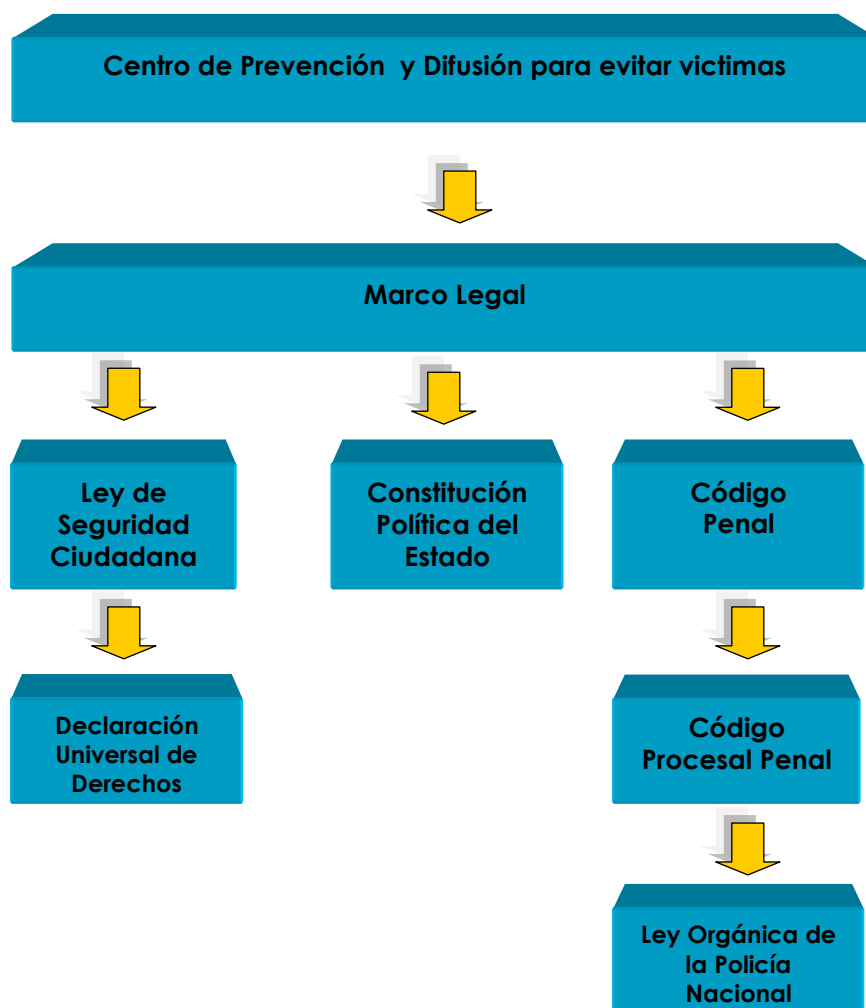 Centro de Prevención y Difusión para evitar victimas
Marco Legal
Ley de
Seguridad
Ciudadana
Constitución
Política del
Estado
Código
Penal
Declaración
Universal de
Derechos
Código
Procesal Penal
Ley Orgánica de
la Policía
Nacional